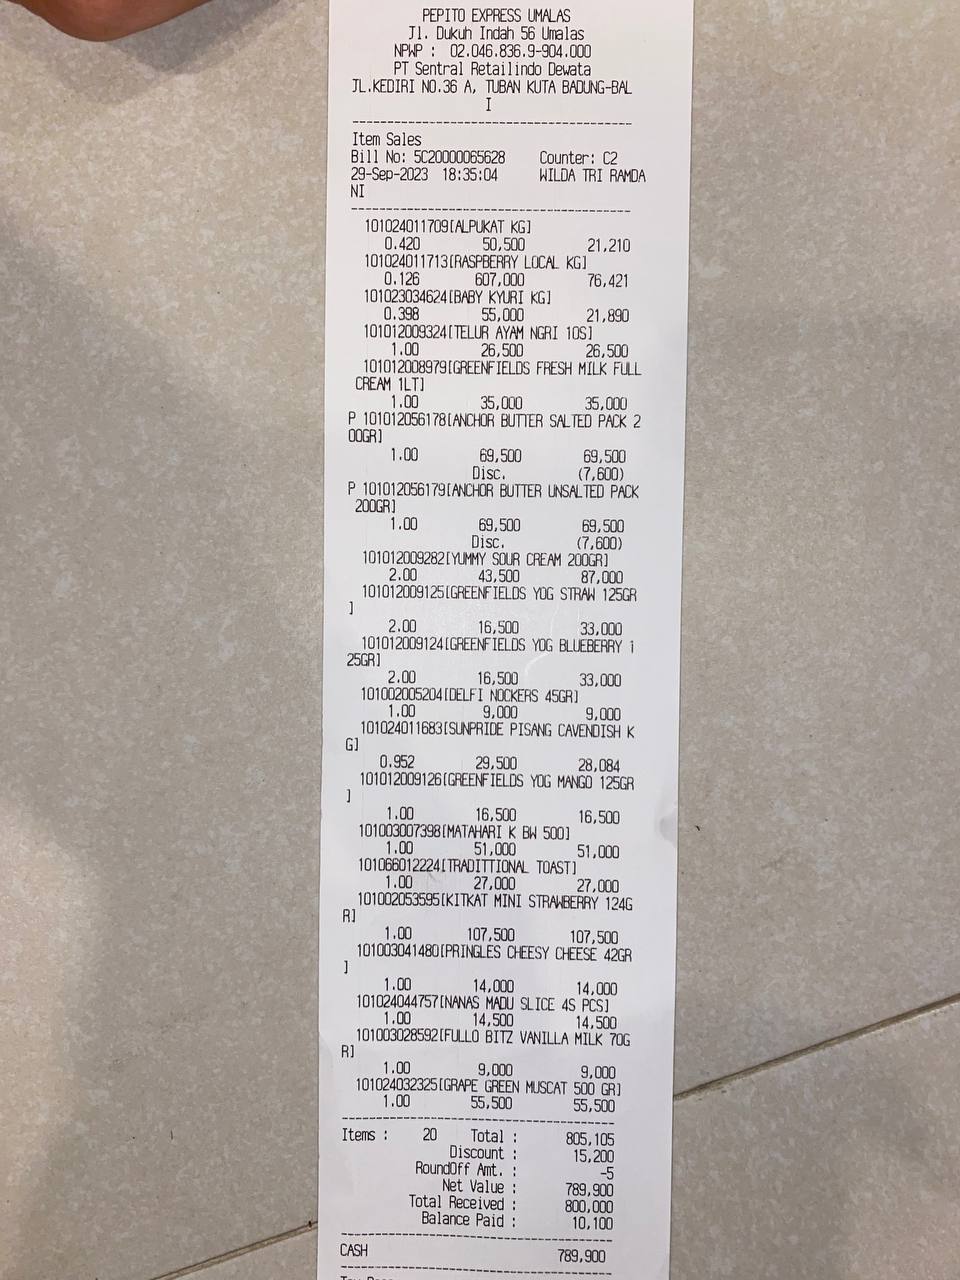 PEPITO EXPRESS UMALAS
Jl. Dukuh Indah 56 Umalas
NPWP : 02.046.836.9-904.000
PT Sentral Retailindo Dewata
JL.KEDIRI NO.36 A, TUBAN KUTA BADUNG-BAL
I
Item Sales
Bill No: 5C20000065628 Counter: C2
29-Sep-2023 18:35:04 WILDA TRI RAMDA
NI
101024011709[ALPUKAT KG]
0.420 50,500 21,210
101024011713[RASPBERRY LOCAL KG]
0.126 607,000 76,421
101023034624[BABY KYURI KG]
0.398 55,000 21,890
101012009324[TELUR AYAM NGRI 10S]
1.00 26,500 26,500
101012008979[GREENFIELDS FRESH MILK FULL
CREAM 1LT]
1.00 35,000 35,000
P 101012056178[ANCHOR BUTTER SALTED PACK 2
00GR]
1.00 69,500 69,500
Disc. (7,600)
P 101012056179[ANCHOR BUTTER UNSALTED PACK
200GR]
1.00 69,500 69,500
Disc. (7,600)
101012009282[YUMMY SOUR CREAM 200GR]
2.00 43,500 87,000
101012009125[GREENFIELDS YOG STRAW 125GR
]
2.00 16,500 33,000
101012009124[GREENFIELDS YOG BLUEBERRY 1
25GR]
2.00 16,500 33,000
101002005204[DELFI NOCKERS 45GR]
1.00 9,000 9,000
101024011683[SUNPRIDE PISANG CAVENDISH K
G]
0.952 29,500 28,084
101012009126[GREENFIELDS YOG MANGO 125GR
]
1.00 16,500 16,500
101003007398[MATAHARI K BW 500]
1.00 51,000 51,000
101066012224[TRADITTIONAL TOAST]
1.00 27,000 27,000
101002053595[KITKAT MINI STRAWBERRY 124G
R]
1.00 107,500 107,500
101003041480[PRINGLES CHEESY CHEESE 42GR
]
1.00 14,000 14,000
101024044757[NANAS MADU SLICE 4S PCS]
1.00 14,500 14,500
101003028592[FULLO BITZ VANILLA MILK 70G
R]
1.00 9,000 9,000
101024032325[GRAPE GREEN MUSCAT 500 GR]
1.00 55,500 55,500
Items : 20 Total : 805,105
Discount : 15,200
RoundOff Amt. : -5
Net Value : 789,900
Total Received : 800,000
Balance Paid : 10,100
CASH 789,900